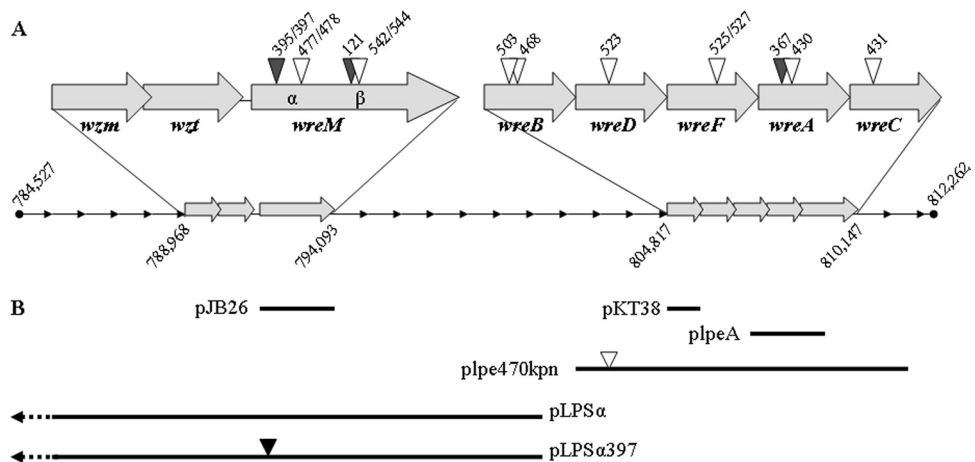 A
395/397 477/478 121 542/544 503 468 523 525/527 367 430 431
α β
wzm wzt wreM wreB wreD wreF wreA wreC
784,527 812,262
788,968 794,093 804,817 810,147
B
pJB26 pKT38
plpeA
plpe470kpn
pLPSα
pLPSα397